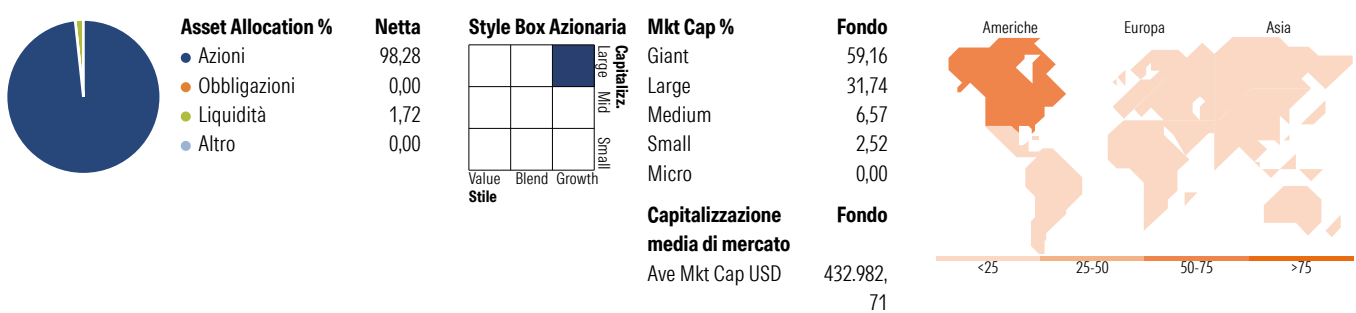 Asset Allocation % Netta
Azioni 98,28
Obbligazioni 0,00
Liquidità 1,72
Altro 0,00
Style Box Azionaria
Capitalizz.
Large Mid Small
Value Blend Growth
Stile
Mkt Cap % Fondo
Giant 59,16
Large 31,74
Medium 6,57
Small 2,52
Micro 0,00
Capitalizzazione Fondo
media di mercato
Ave Mkt Cap USD 432.982,
71
Americhe Europa Asia
<25 25-50 50-75 >75